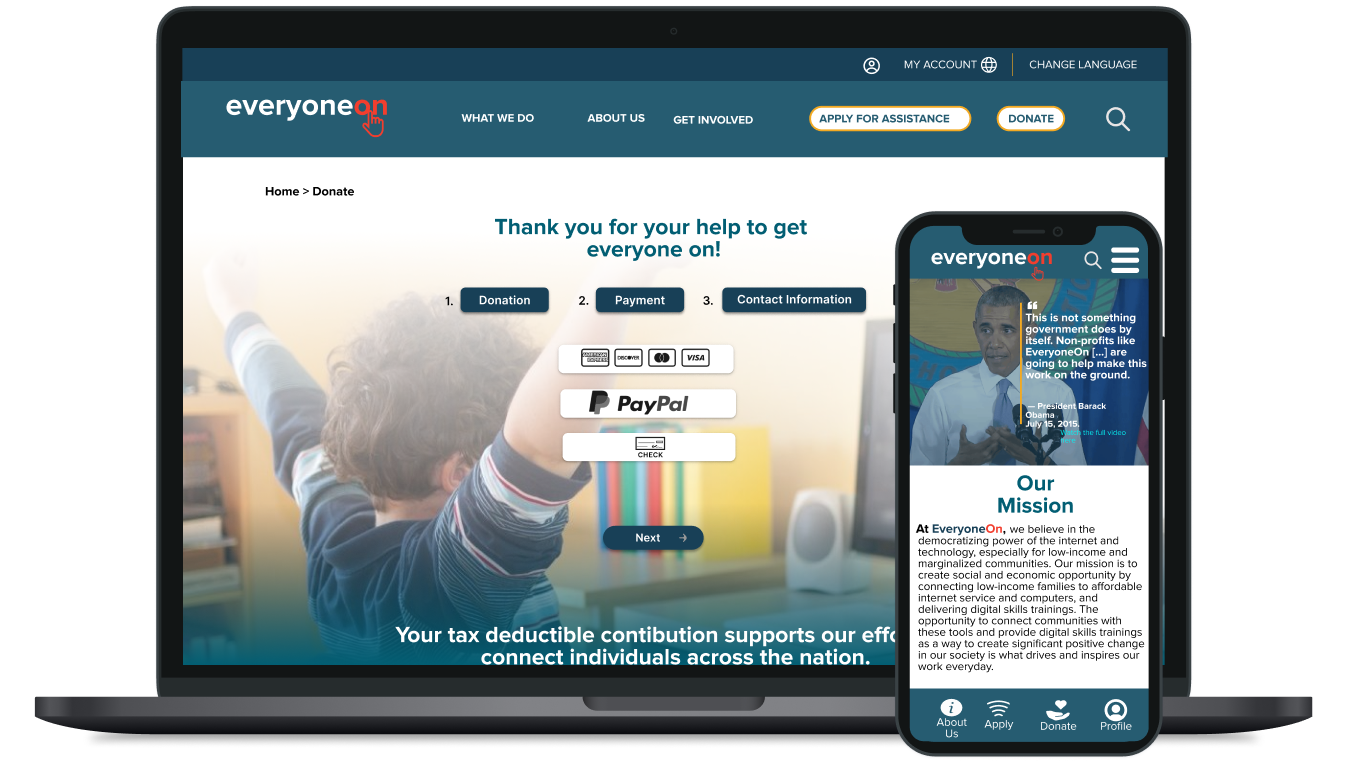 MY ACCOUNT
CHANGE LANGUAGE
everyoneon
WHAT WE DO
ABOUT US
GET INVOLVED
APPLY FOR ASSISTANCE
DONATE
Home > Donate
Thank you for your help to get
everyone on!
1. Donation
2. Payment
3. Contact Information
AMERICAN EXPRESS
DISCOVER
VISA
PayPal
CHECK
Next
Your tax deductible contibution supports our
connect individuals across the nation.
everyoneon
“
This is not something
government does by
itself. Non-profits like
EveryoneOn [...] are
going to help make this
work on the ground.
— President Barack
Obama
July 15, 2015.
Watch the full video
here
Our
Mission
At EveryoneOn, we believe in the
democratizing power of the internet and
technology, especially for low-income and
marginalized communities. Our mission is to
create social and economic opportunity by
connecting low-income families to affordable
internet service and computers, and
delivering digital skills trainings. The
opportunity to connect communities with
these tools and provide digital skills trainings
as a way to create significant positive change
in our society is what drives and inspires our
work everyday.
About
Us
Apply
Donate
Profile